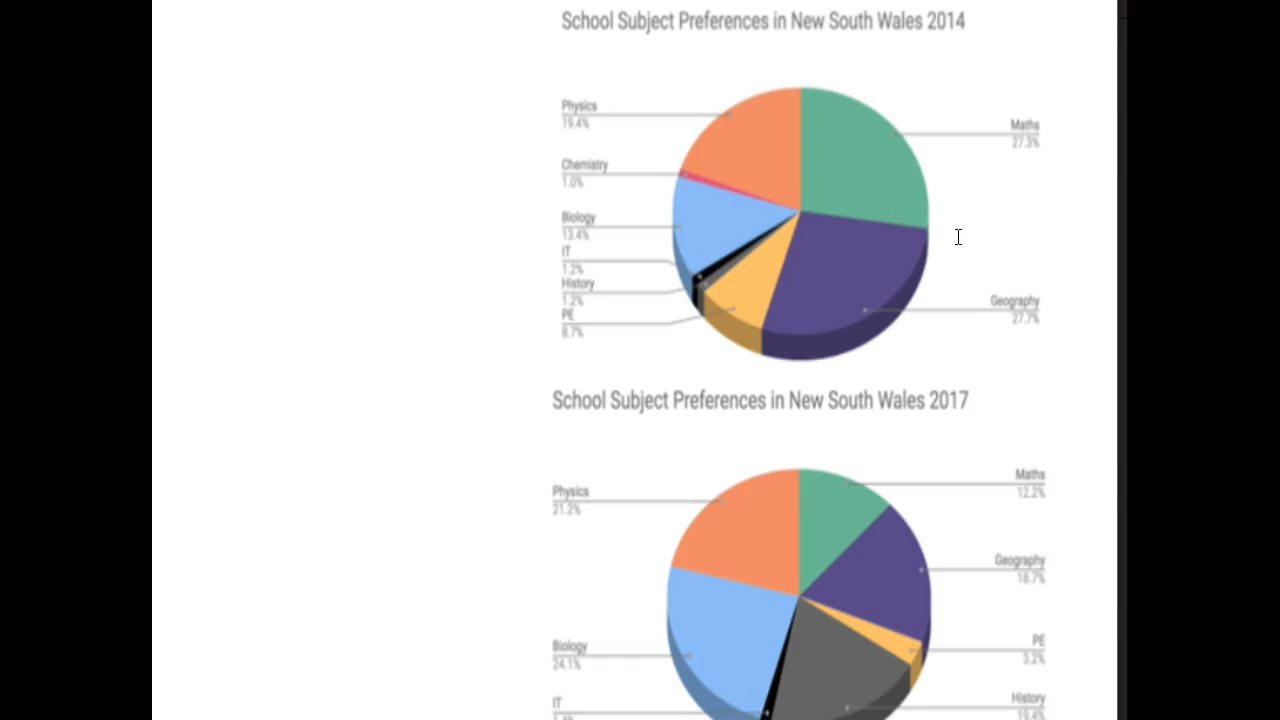 School Subject Preferences in New South Wales 2014
Physics
19.4%
Maths
27.3%
Chemistry
1.0%
Biology
13.4%
IT
1.2%
History
1.2%
PE
8.7%
Geography
27.7%
School Subject Preferences in New South Wales 2017
Maths
12.2%
Physics
21.2%
Geography
18.7%
PE
3.2%
Biology
24.1%
History
19.4%
IT